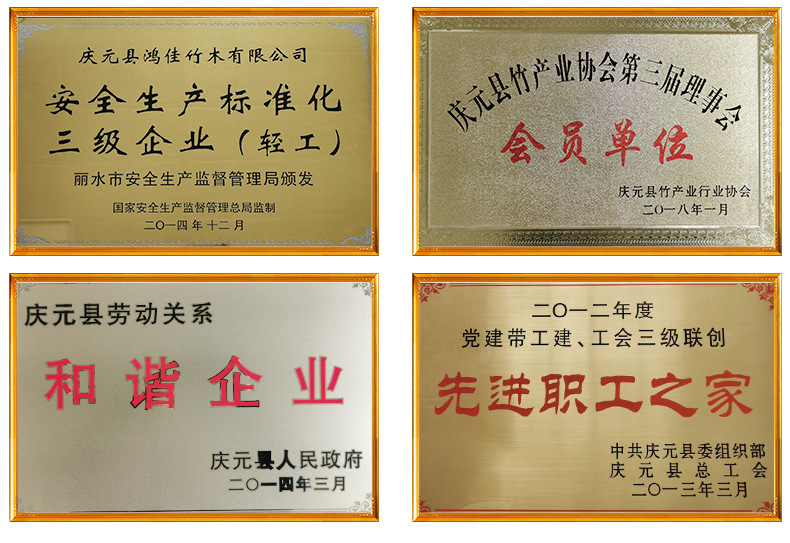 庆元县鸿佳竹木有限公司
安全生产标准化
三级企业（轻工）
丽水市安全生产监督管理局颁发
国家安全生产监督管理总局监制
二〇一四年十二月
庆元县竹产业协会第三届理事会
会员单位
庆元县竹产业行业协会
二〇一八年一月
庆元县劳动关系
和谐企业
庆元县人民政府
二〇一四年三月
二〇一二年度
党建带工建、工会三级联创
先进职工之家
中共庆元县委组织部
庆元县总工会
二〇一三年三月